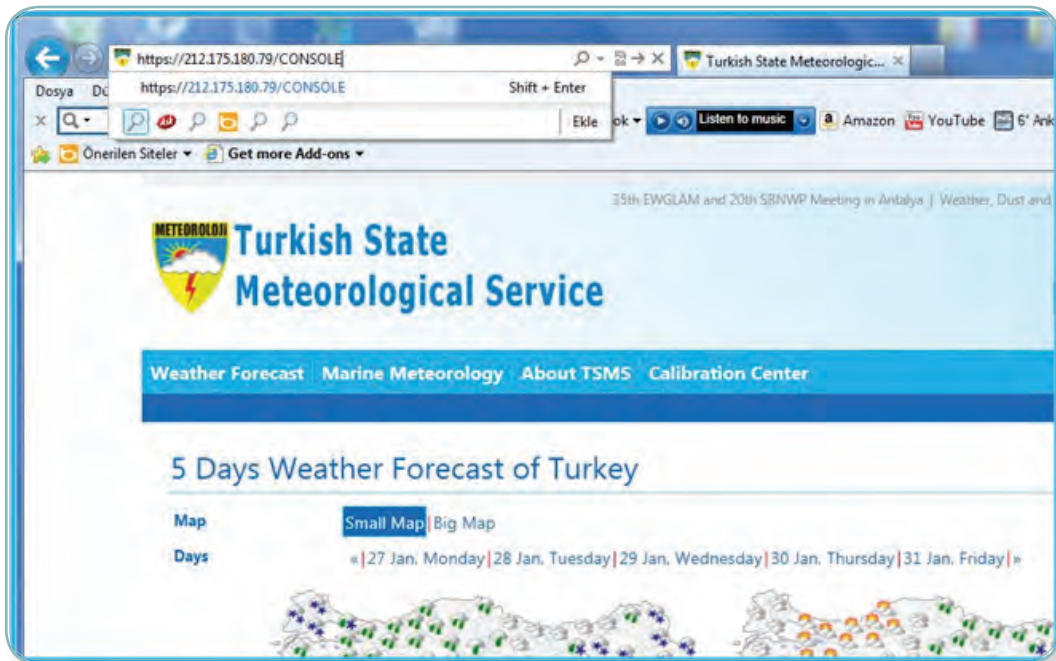 https://212.175.180.79/CONSOLE
Turkish State Meteorologic...
Dosya
https://212.175.180.79/CONSOLE Shift + Enter
Ekle
Listen to music Amazon YouTube 6' Ank
Önerilen Siteler Get more Add-ons
35th EWGLAM and 20th SRNWP Meeting in Antalya | Weather, Dust and
METEOROLOJI
Turkish State
Meteorological Service
Weather Forecast Marine Meteorology About TSMS Calibration Center
5 Days Weather Forecast of Turkey
Map Small Map|Big Map
Days «|27 Jan. Monday|28 Jan. Tuesday|29 Jan. Wednesday|30 Jan. Thursday|31 Jan. Friday|»